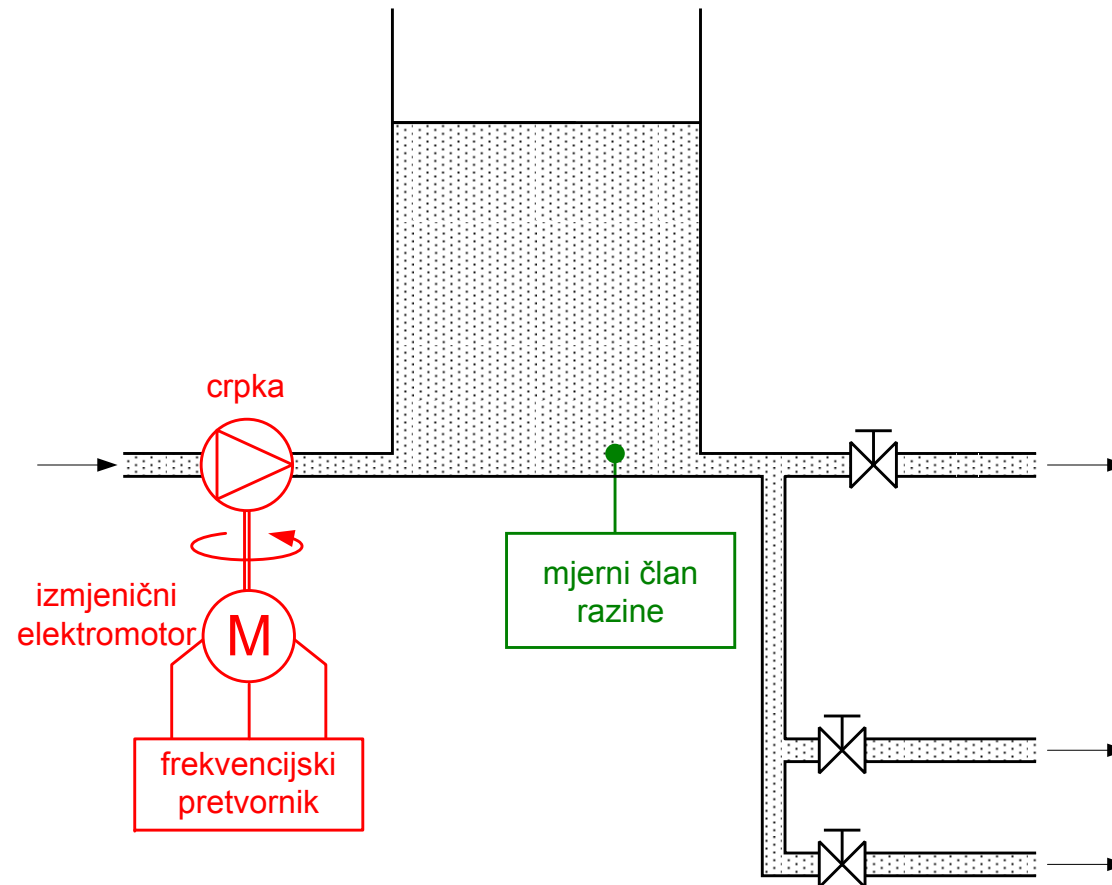 crpka
izmjenični
elektromotor
M
frekvencijski
pretvornik
mjerni član
razine